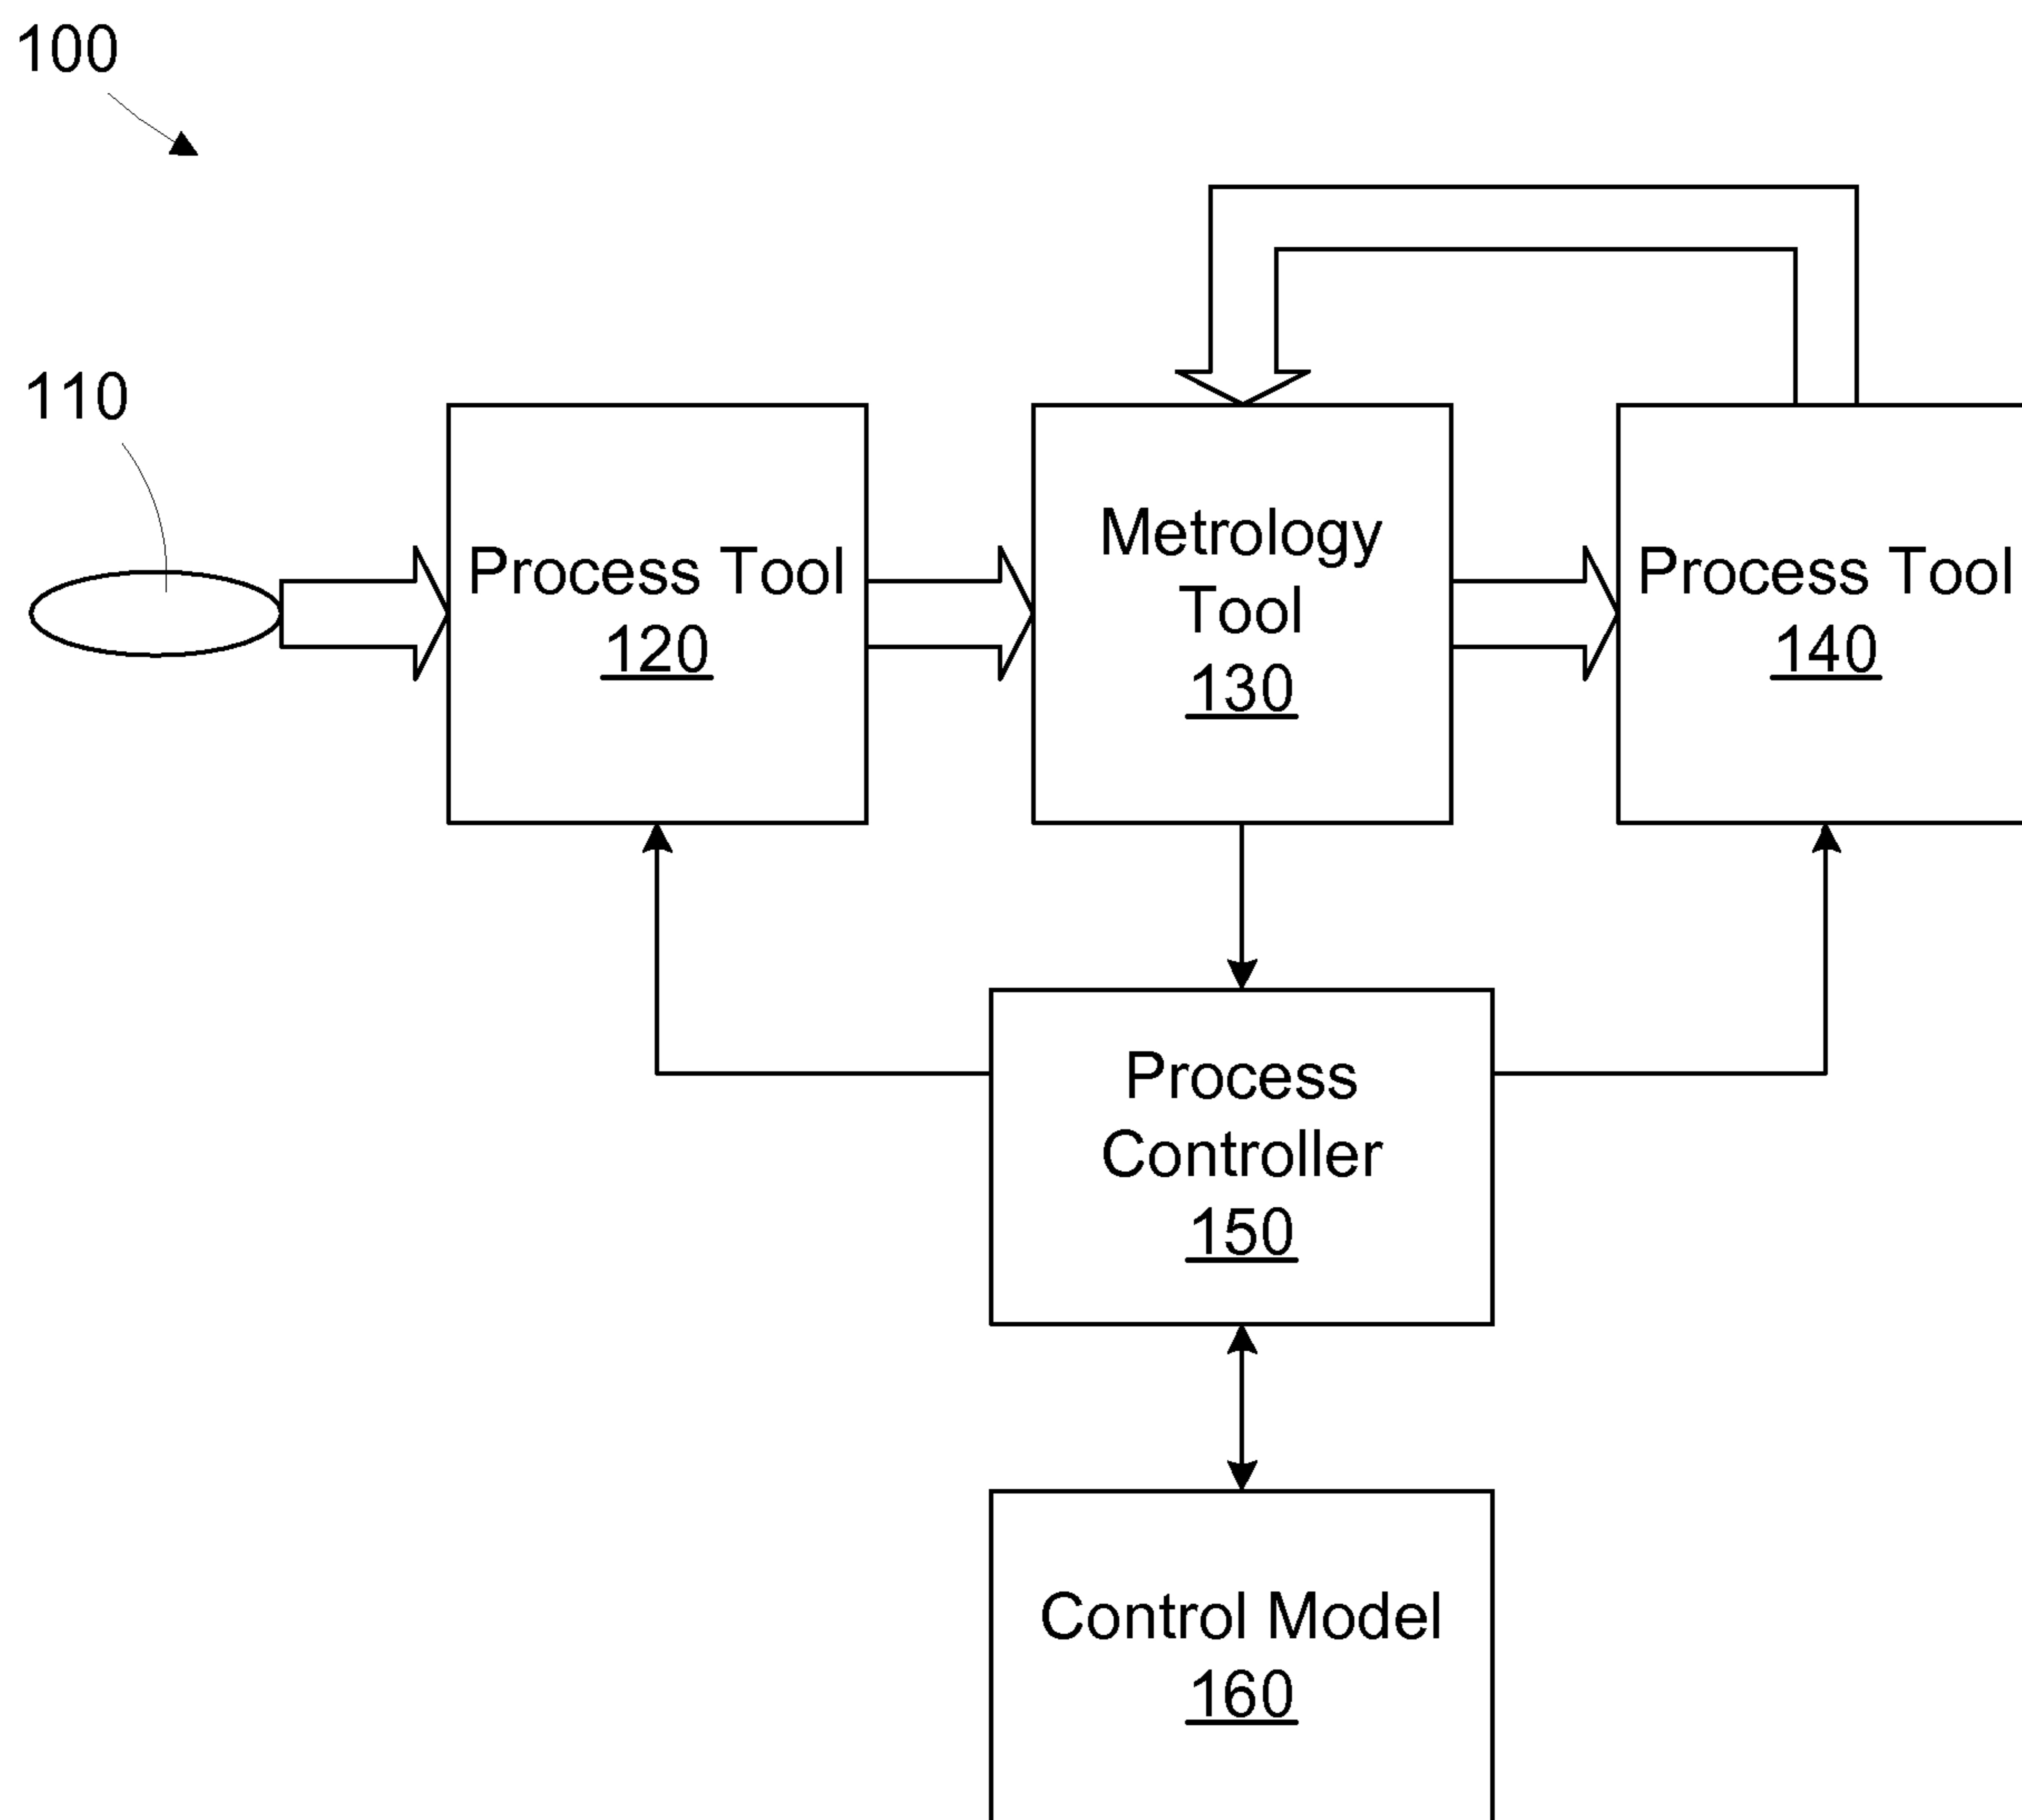 100
110
Process Tool
120
Metrology
Tool
130
Process Tool
140
Process
Controller
150
Control Model
160